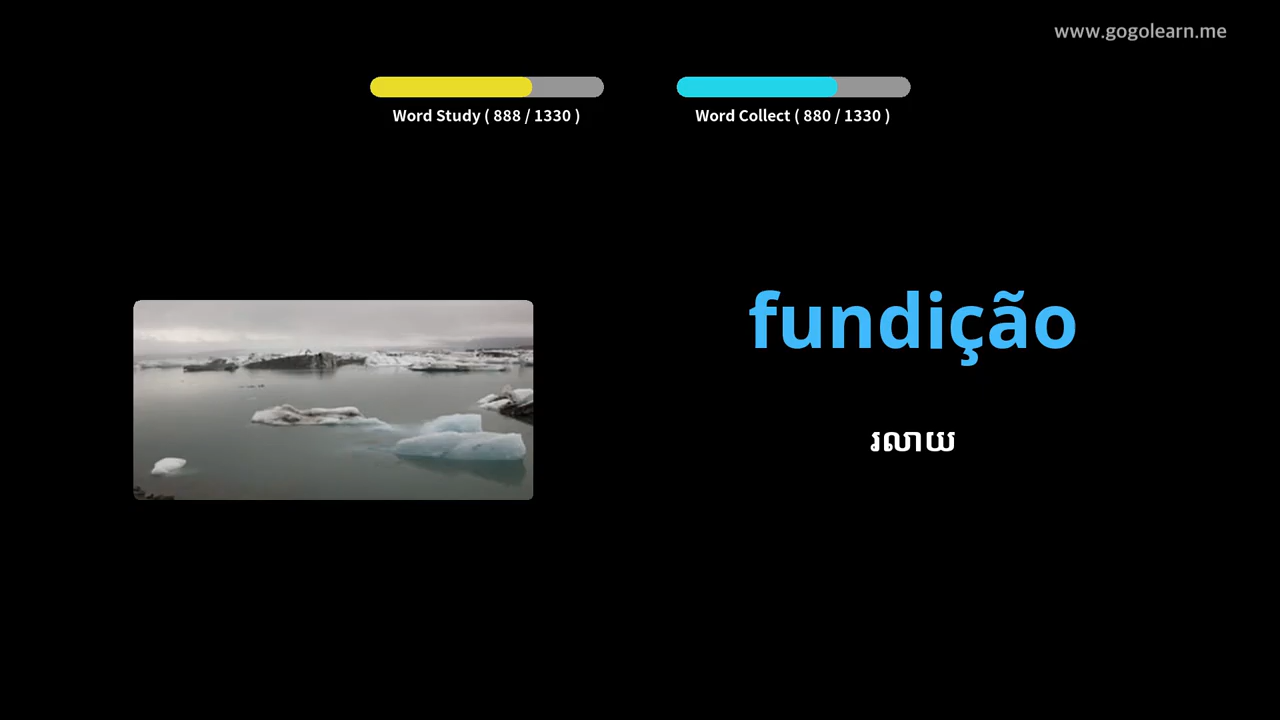 www.gogolearn.me
Word Study ( 888 / 1330 )
Word Collect ( 880 / 1330 )
fundição
រលាយ